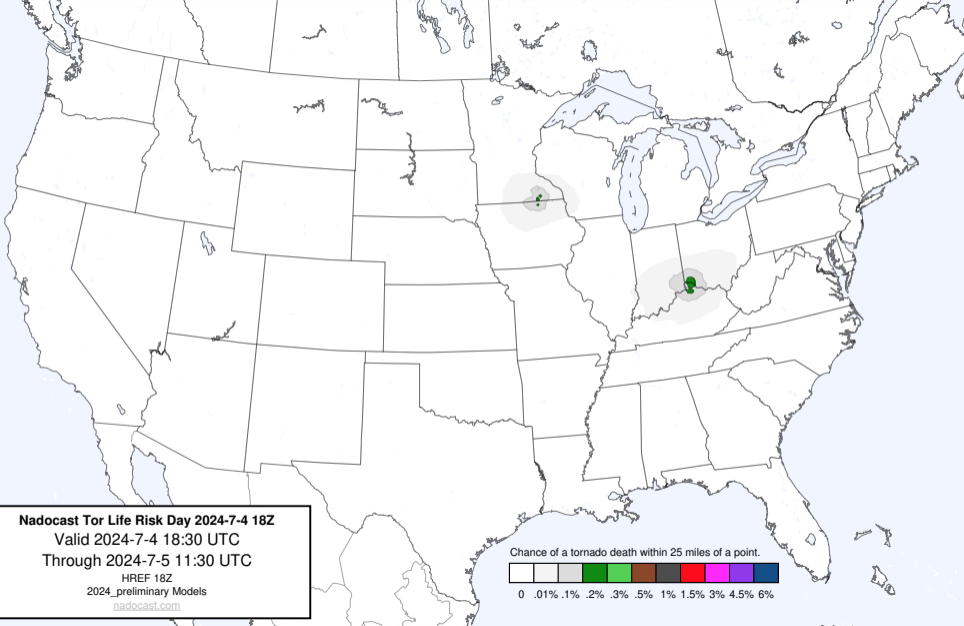 Nadocast Tor Life Risk Day 2024-7-4 18Z
Valid 2024-7-4 18:30 UTC
Through 2024-7-5 11:30 UTC
HREF 18Z
2024_preliminary Models
nadocast.com
Chance of a tornado death within 25 miles of a point.
0 .01% .1% .2% .3% .5% 1% 1.5% 3% 4.5% 6%